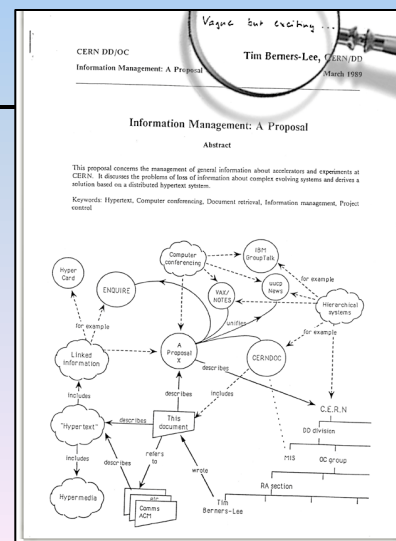 Vague but exciting ...
CERN DD/OC
Tim Berners-Lee, CERN/DD
Information Management: A Proposal
March 1989
Information Management: A Proposal
Abstract
This proposal concerns the management of general information about accelerators and experiments at
CERN. It discusses the problems of loss of information about complex evolving systems and derives a
solution based on a distributed hypertext system.
Keywords: Hypertext, Computer conferencing, Document retrieval, Information management, Project
control
IBM
GroupTalk
Computer
conferencing
Hyper
Card
ENQUIRE
for example
uucp
News
VAX/
NOTES
Hierarchical
systems
for example
unifies
for example
Linked
information
A
Proposal
X
CERNDOC
describes
includes
describes
includes
C.E.R.N
"Hypertext"
describes
This
document
DD division
includes
describes
refers
to
MIS
OC group
wrote
RA section
Hypermedia
etc
Comms
ACM
Tim
Berners-Lee